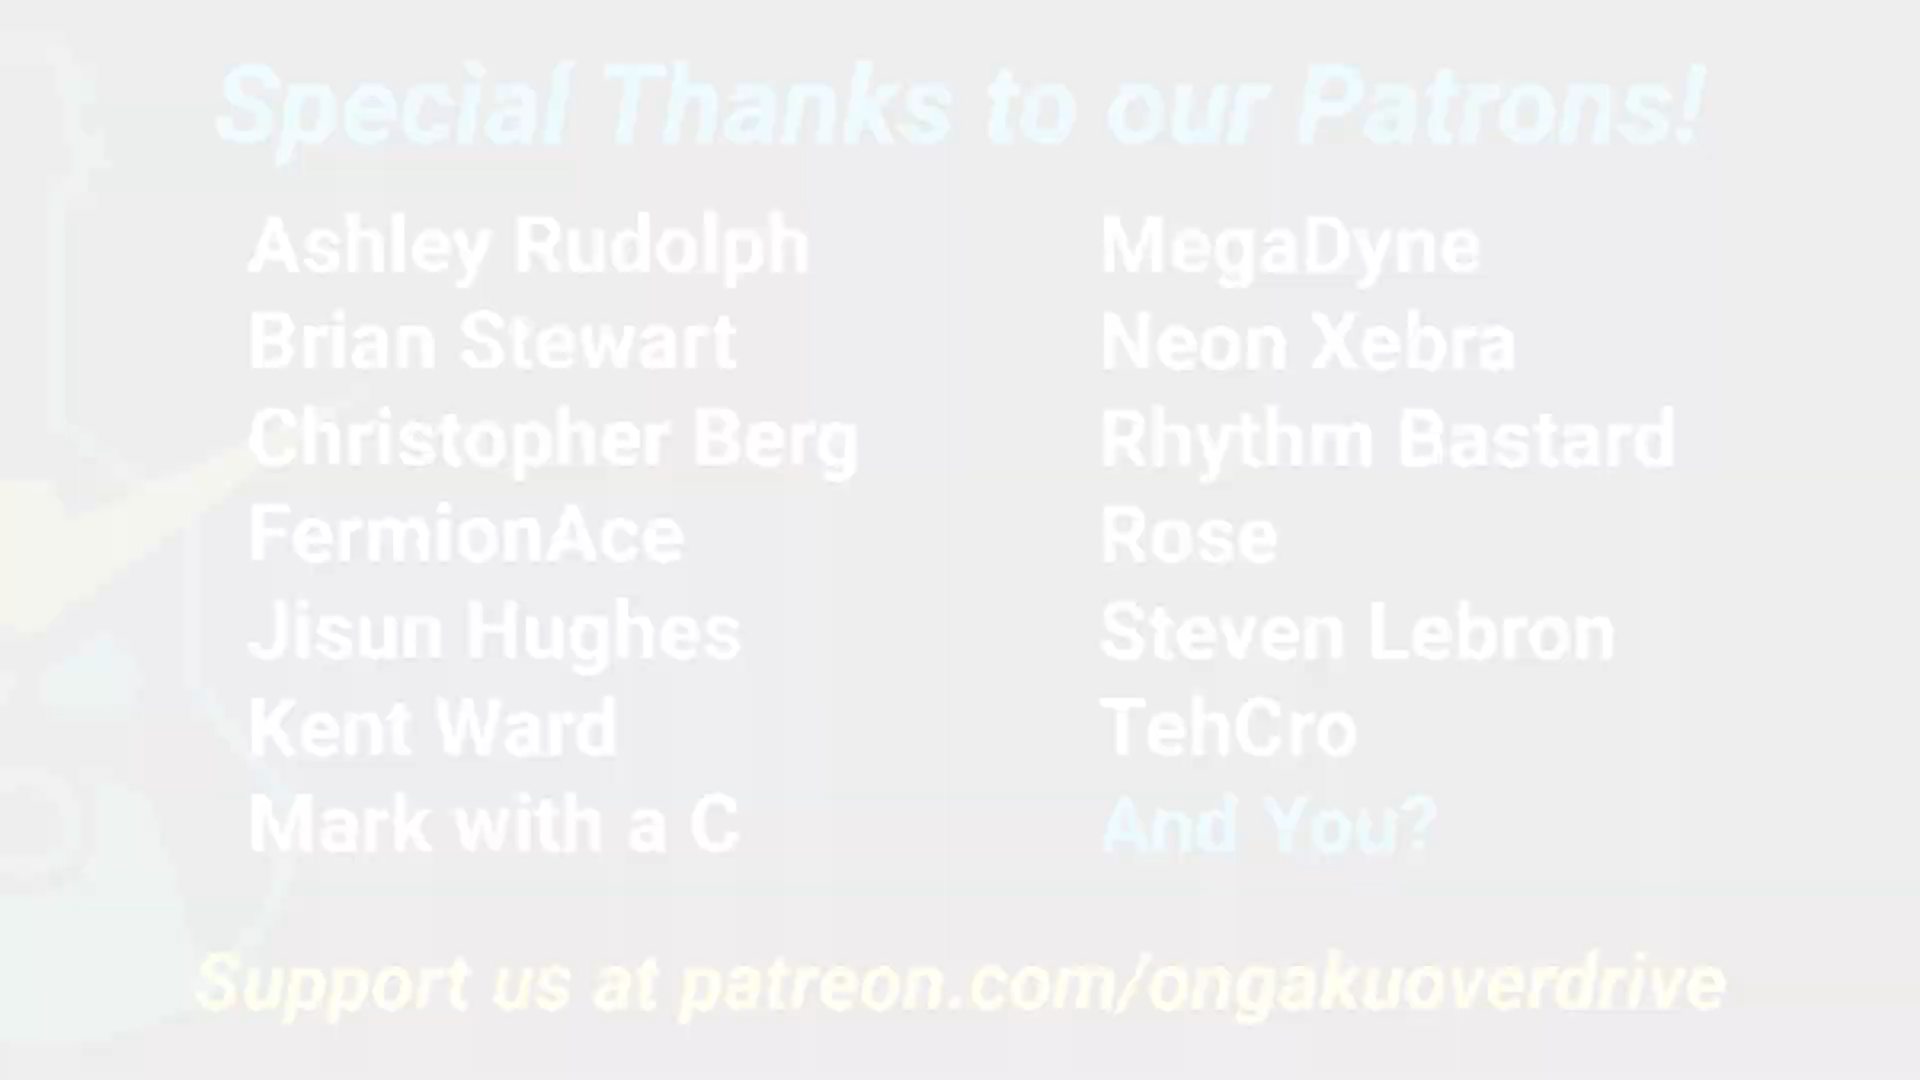 Special Thanks to our Patrons!
Ashley Rudolph
Brian Stewart
Christopher Berg
FermionAce
Jisun Hughes
Kent Ward
Mark with a C
MegaDyne
Neon Xebra
Rhythm Bastard
Rose
Steven Lebron
TehCro
And You?
Support us at patreon.com/ongakuoverdrive